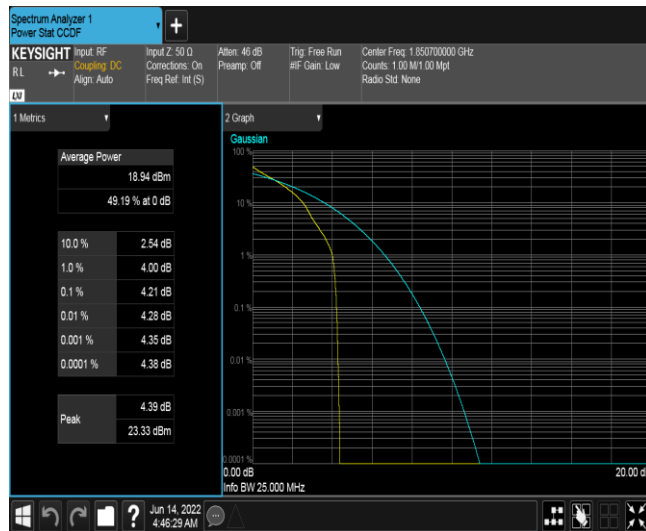 Spectrum Analyzer 1
Power Stat CCDF
KEYSIGHT
RL
LXI
Input: RF
Coupling: DC
Align: Auto
Input Z: 50 Ω
Corrections: On
Freq Ref: Int (S)
Atten: 46 dB
Preamp: Off
Trig: Free Run
#IF Gain: Low
Center Freq: 1.850700000 GHz
Counts: 1.00 M/1.00 Mpt
Radio Std: None
1 Metrics
Average Power
18.94 dBm
49.19 % at 0 dB
10.0 % 2.54 dB
1.0 % 4.00 dB
0.1 % 4.21 dB
0.01 % 4.28 dB
0.001 % 4.35 dB
0.0001 % 4.38 dB
Peak
4.39 dB
23.33 dBm
2 Graph
Gaussian
100 %
10 %
1 %
0.1 %
0.01 %
0.001 %
0.0001 %
0.00 dB
20.00 d
Info BW 25.000 MHz
?
Jun 14, 2022
4:46:29 AM